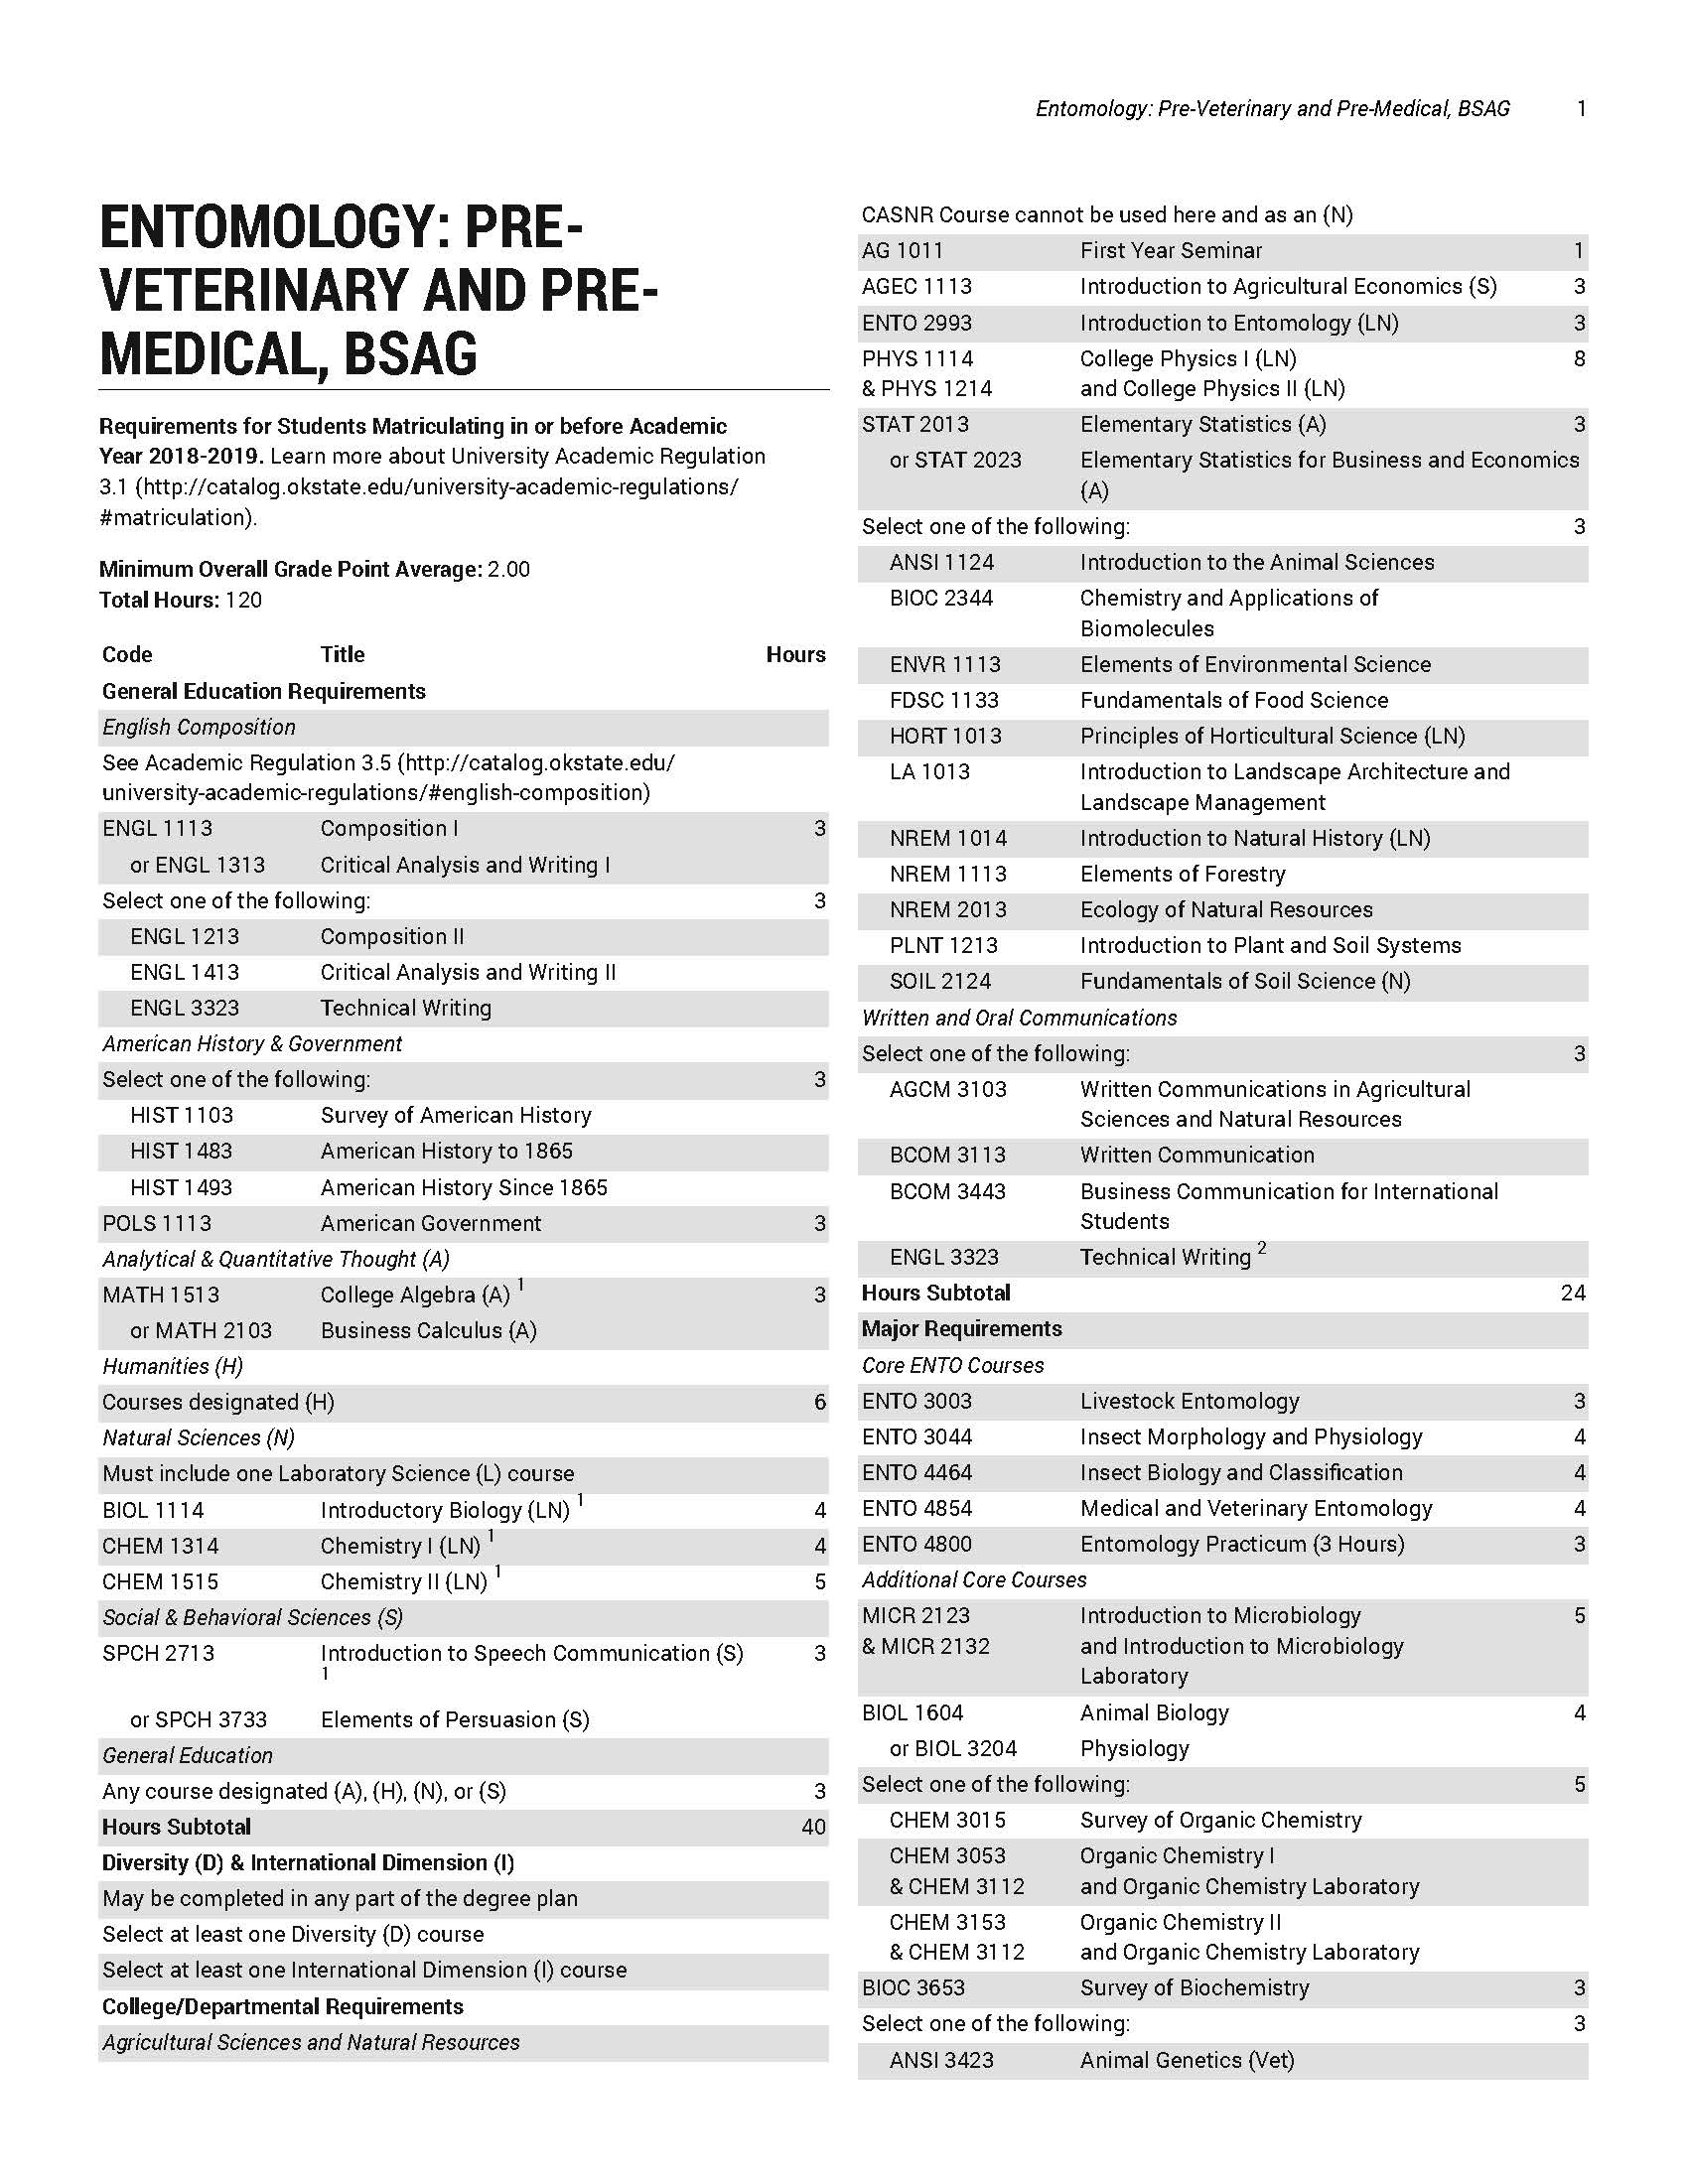 Entomology: Pre-Veterinary and Pre-Medical, BSAG 1
ENTOMOLOGY: PRE-
VETERINARY AND PRE-
MEDICAL, BSAG
Requirements for Students Matriculating in or before Academic
Year 2018-2019. Learn more about University Academic Regulation
3.1 (http://catalog.okstate.edu/university-academic-regulations/
#matriculation).
Minimum Overall Grade Point Average: 2.00
Total Hours: 120
Code Title Hours
General Education Requirements
English Composition
See Academic Regulation 3.5 (http://catalog.okstate.edu/
university-academic-regulations/#english-composition)
ENGL 1113 Composition I 3
or ENGL 1313 Critical Analysis and Writing I
Select one of the following: 3
ENGL 1213 Composition II
ENGL 1413 Critical Analysis and Writing II
ENGL 3323 Technical Writing
American History & Government
Select one of the following: 3
HIST 1103 Survey of American History
HIST 1483 American History to 1865
HIST 1493 American History Since 1865
POLS 1113 American Government 3
Analytical & Quantitative Thought (A)
MATH 1513 College Algebra (A) 1 3
or MATH 2103 Business Calculus (A)
Humanities (H)
Courses designated (H) 6
Natural Sciences (N)
Must include one Laboratory Science (L) course
BIOL 1114 Introductory Biology (LN) 1 4
CHEM 1314 Chemistry I (LN) 1 4
CHEM 1515 Chemistry II (LN) 1 5
Social & Behavioral Sciences (S)
SPCH 2713 Introduction to Speech Communication (S) 3
1
or SPCH 3733 Elements of Persuasion (S)
General Education
Any course designated (A), (H), (N), or (S) 3
Hours Subtotal 40
Diversity (D) & International Dimension (I)
May be completed in any part of the degree plan
Select at least one Diversity (D) course
Select at least one International Dimension (I) course
College/Departmental Requirements
Agricultural Sciences and Natural Resources
CASNR Course cannot be used here and as an (N)
AG 1011 First Year Seminar 1
AGEC 1113 Introduction to Agricultural Economics (S) 3
ENTO 2993 Introduction to Entomology (LN) 3
PHYS 1114 College Physics I (LN) 8
& PHYS 1214 and College Physics II (LN)
STAT 2013 Elementary Statistics (A) 3
or STAT 2023 Elementary Statistics for Business and Economics
(A)
Select one of the following: 3
ANSI 1124 Introduction to the Animal Sciences
BIOC 2344 Chemistry and Applications of
Biomolecules
ENVR 1113 Elements of Environmental Science
FDSC 1133 Fundamentals of Food Science
HORT 1013 Principles of Horticultural Science (LN)
LA 1013 Introduction to Landscape Architecture and
Landscape Management
NREM 1014 Introduction to Natural History (LN)
NREM 1113 Elements of Forestry
NREM 2013 Ecology of Natural Resources
PLNT 1213 Introduction to Plant and Soil Systems
SOIL 2124 Fundamentals of Soil Science (N)
Written and Oral Communications
Select one of the following: 3
AGCM 3103 Written Communications in Agricultural
Sciences and Natural Resources
BCOM 3113 Written Communication
BCOM 3443 Business Communication for International
Students
ENGL 3323 Technical Writing 2
Hours Subtotal 24
Major Requirements
Core ENTO Courses
ENTO 3003 Livestock Entomology 3
ENTO 3044 Insect Morphology and Physiology 4
ENTO 4464 Insect Biology and Classification 4
ENTO 4854 Medical and Veterinary Entomology 4
ENTO 4800 Entomology Practicum (3 Hours) 3
Additional Core Courses
MICR 2123 Introduction to Microbiology 5
& MICR 2132 and Introduction to Microbiology
Laboratory
BIOL 1604 Animal Biology 4
or BIOL 3204 Physiology
Select one of the following: 5
CHEM 3015 Survey of Organic Chemistry
CHEM 3053 Organic Chemistry I
& CHEM 3112 and Organic Chemistry Laboratory
CHEM 3153 Organic Chemistry II
& CHEM 3112 and Organic Chemistry Laboratory
BIOC 3653 Survey of Biochemistry 3
Select one of the following: 3
ANSI 3423 Animal Genetics (Vet)